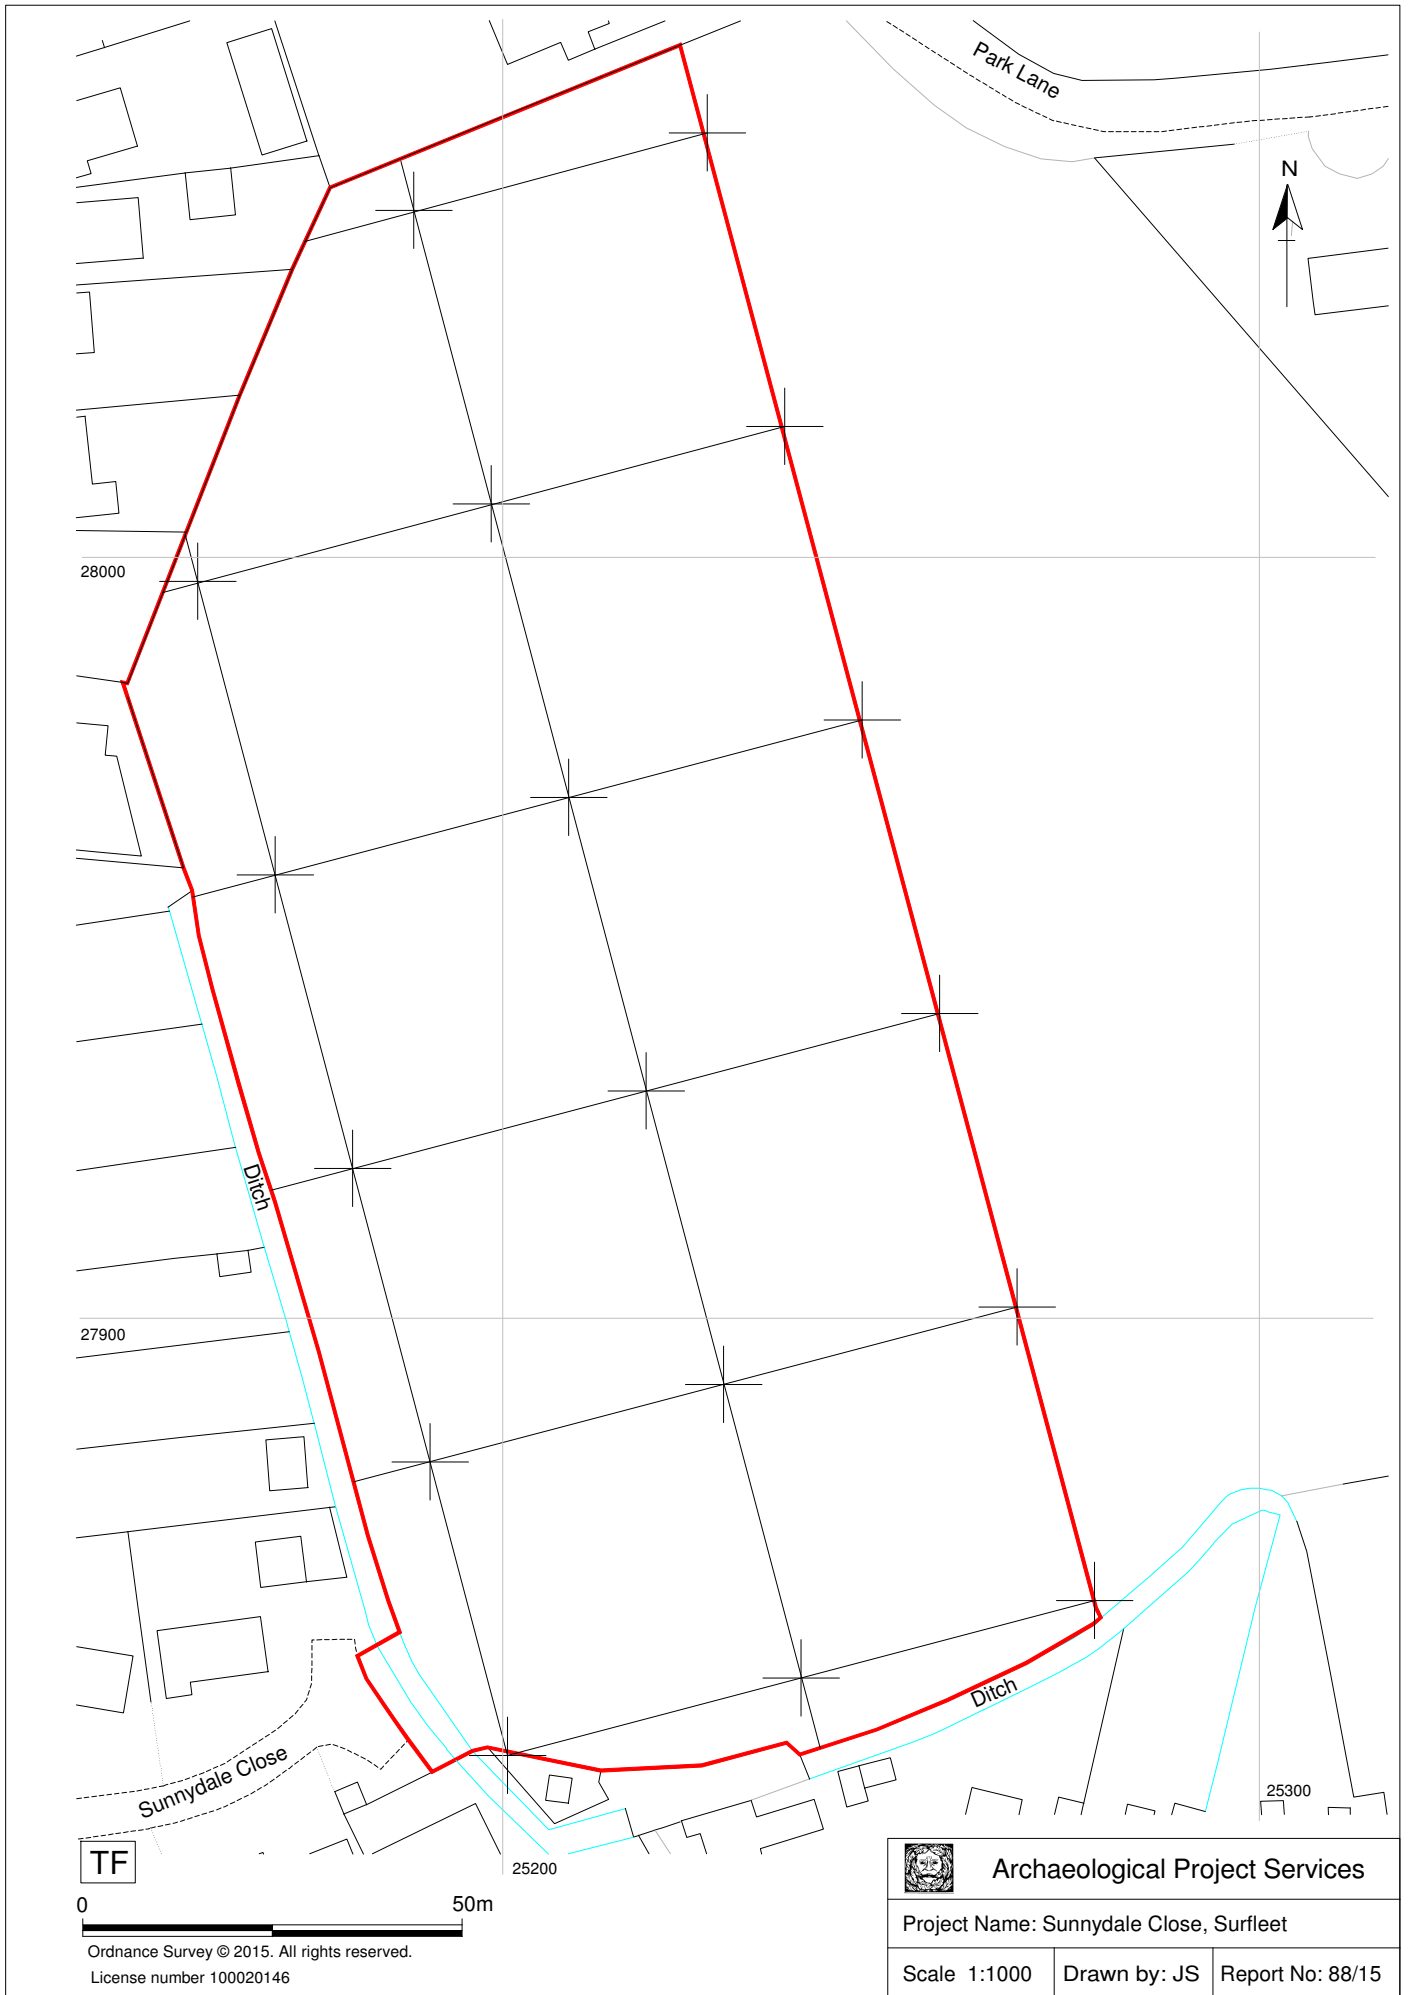 Park Lane
N
28000
Ditch
27900
Ditch
Sunnydale Close
25300
TF
25200
0 50m
Ordnance Survey © 2015. All rights reserved.
License number 100020146
Archaeological Project Services
Project Name: Sunnydale Close, Surfleet
Scale 1:1000
Drawn by: JS
Report No: 88/15